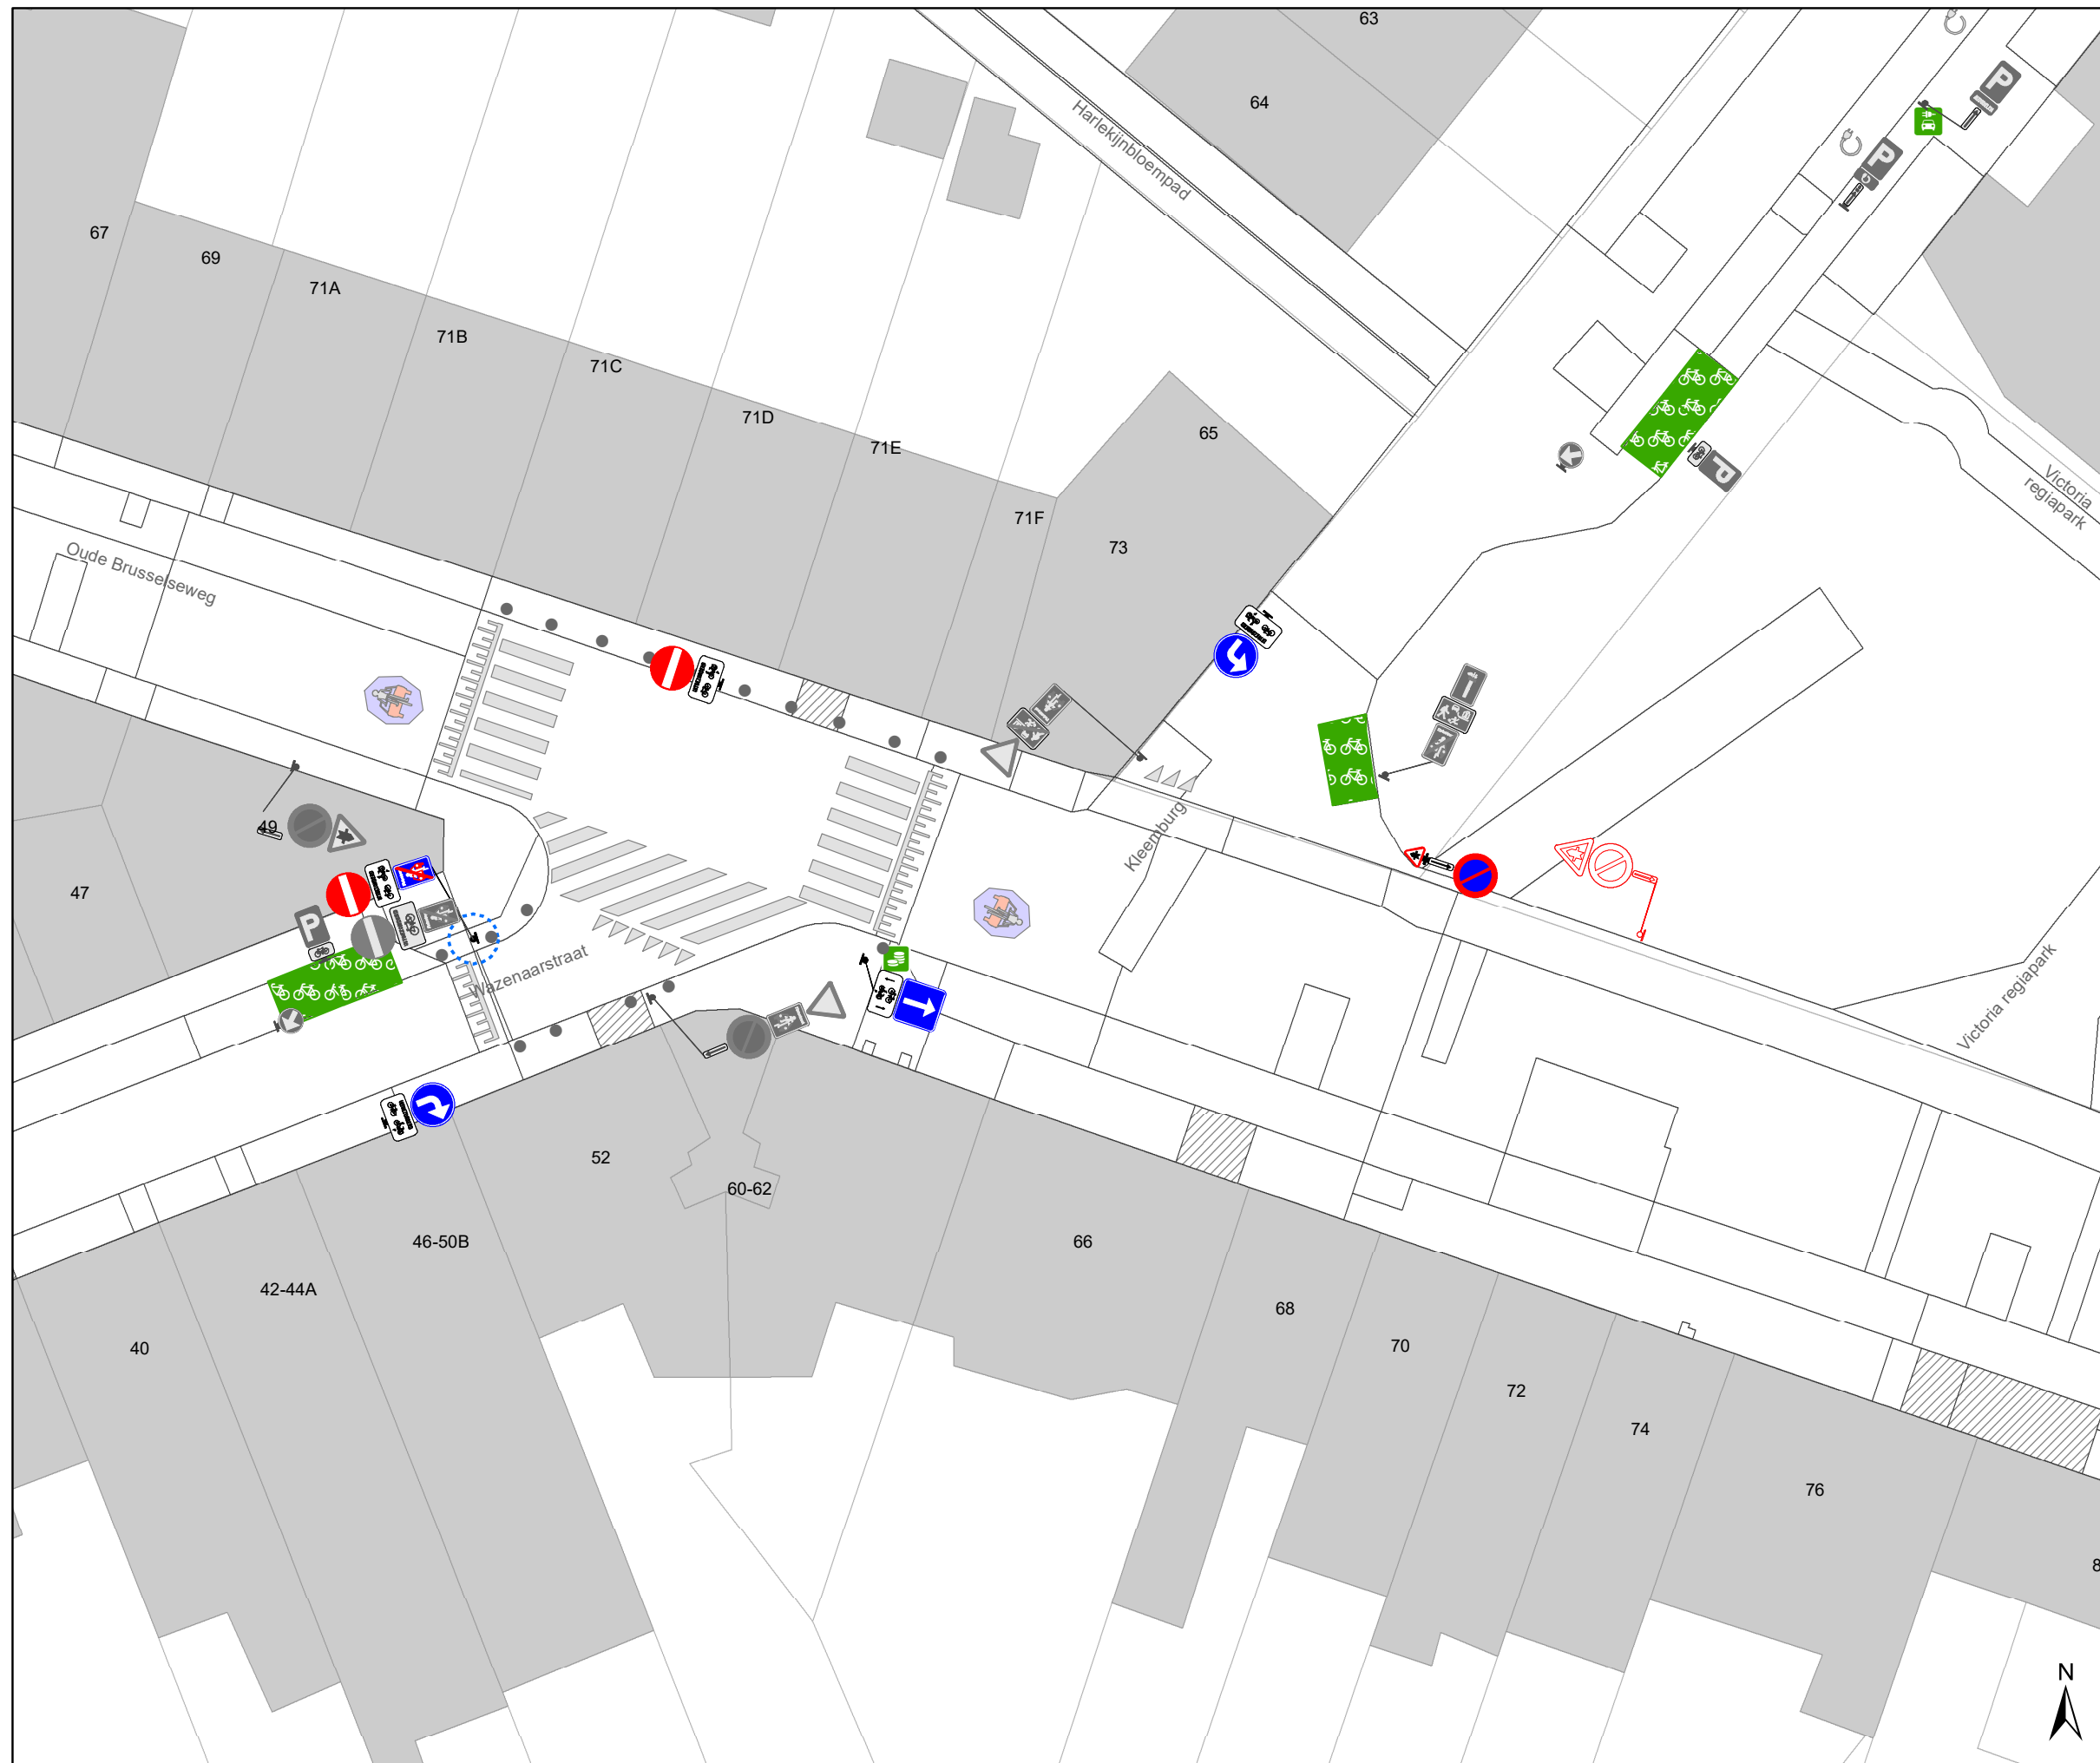 63
64
Harlekijnbloempad
P
P
67
69
71A
71B
71C
71D
71E
71F
65
73
P
Victoria
regiapark
Oude Brusselseweg
49
47
P
Kleemburg
Wazenaarstraat
Victoria regiapark
52
60-62
46-50B
42-44A
40
66
68
70
72
74
76
8
N